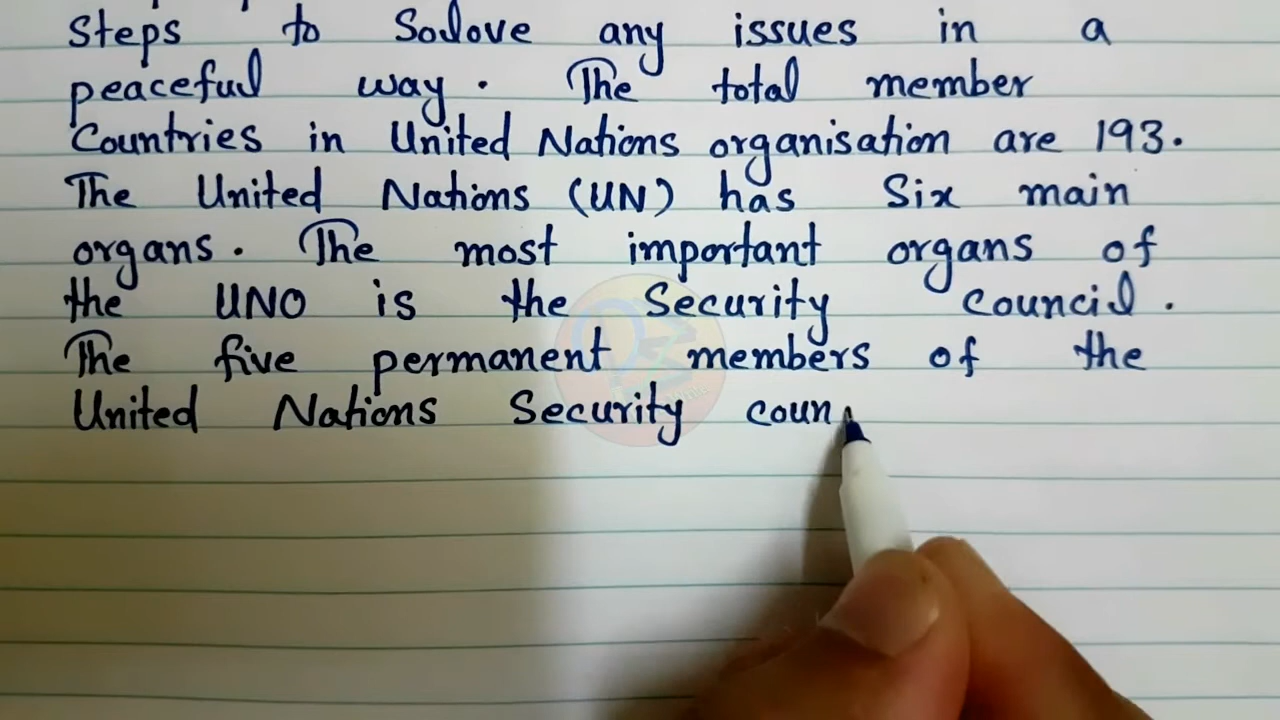 Steps to Solove any issues in a
peaceful way. The total member
Countries in United Nations organisation are 193.
The United Nations (UN) has Six main
organs. The most important organs of
the UNO is the Security Council.
The five permanent members of the
United Nations Security coun